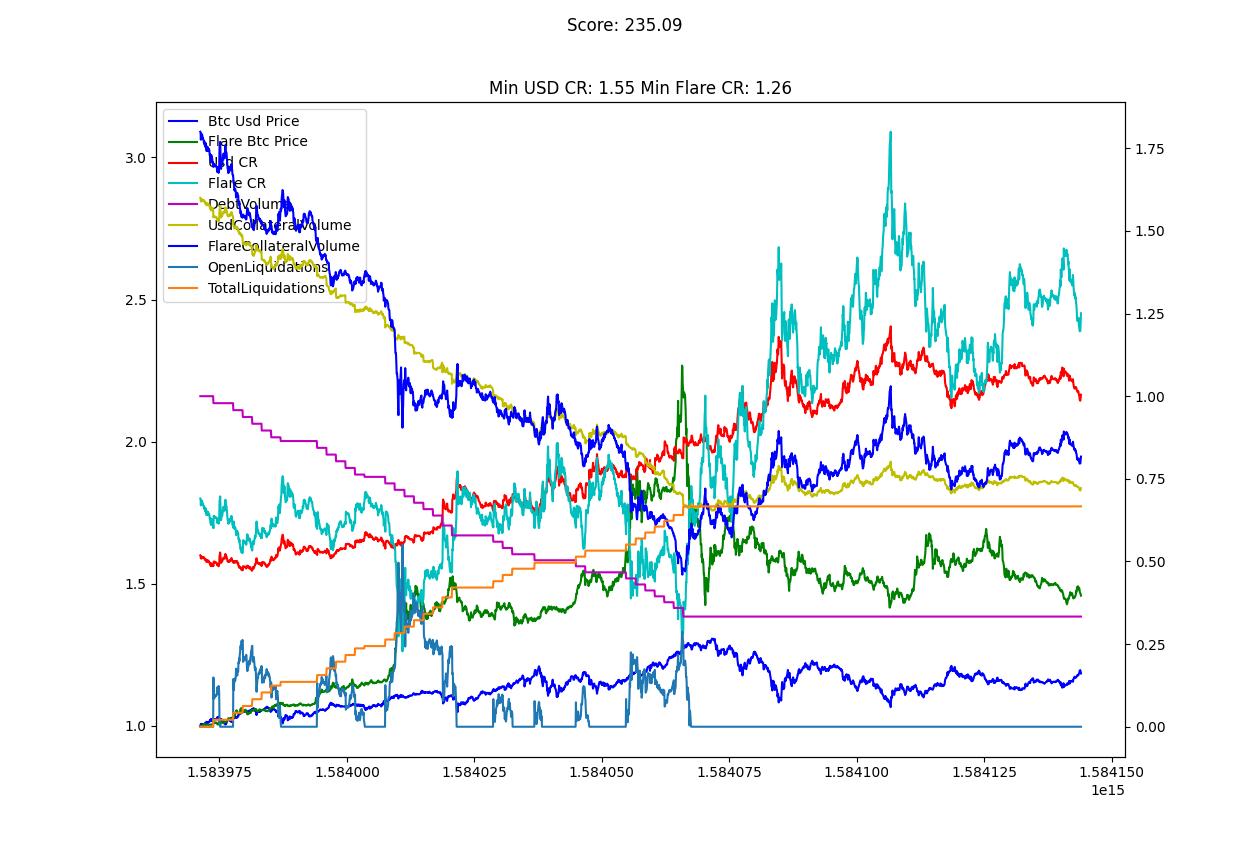 Score: 235.09
Min USD CR: 1.55 Min Flare CR: 1.26
Btc Usd Price
Flare Btc Price
Usd CR
Flare CR
DebtVolume
UsdCollateralVolume
FlareCollateralVolume
OpenLiquidations
TotalLiquidations
3.0
2.5
2.0
1.5
1.0
1.75
1.50
1.25
1.00
0.75
0.50
0.25
0.00
1.583975
1.584000
1.584025
1.584050
1.584075
1.584100
1.584125
1.584150
1e15